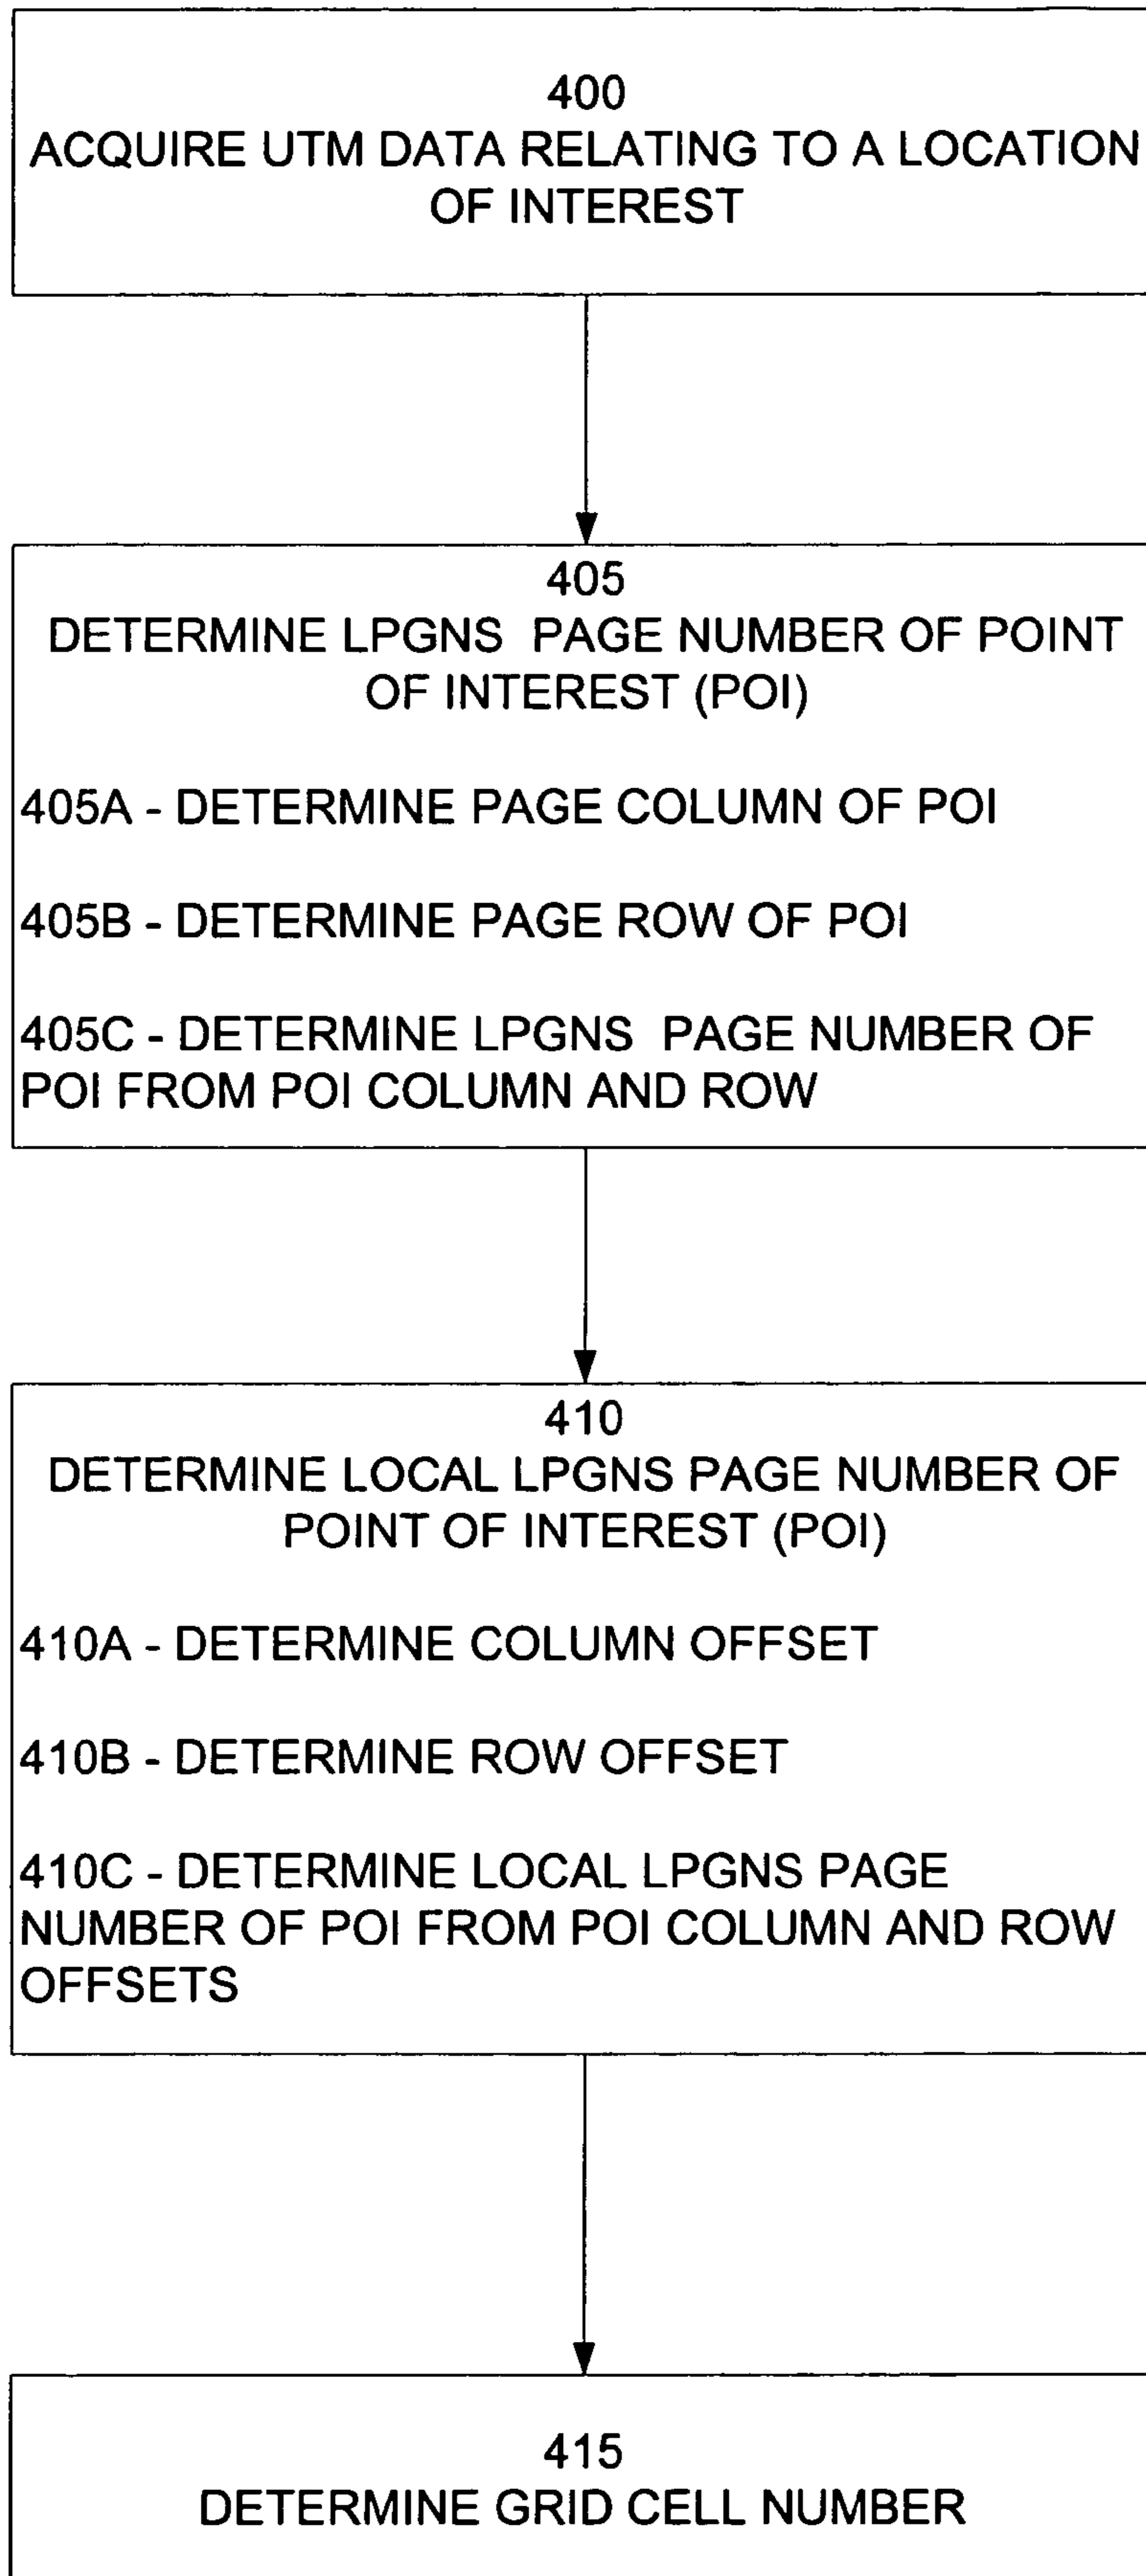 400
ACQUIRE UTM DATA RELATING TO A LOCATION
OF INTEREST
405
DETERMINE LPGNS PAGE NUMBER OF POINT
OF INTEREST (POI)
405A - DETERMINE PAGE COLUMN OF POI
405B - DETERMINE PAGE ROW OF POI
405C - DETERMINE LPGNS PAGE NUMBER OF
POI FROM POI COLUMN AND ROW
410
DETERMINE LOCAL LPGNS PAGE NUMBER OF
POINT OF INTEREST (POI)
410A - DETERMINE COLUMN OFFSET
410B - DETERMINE ROW OFFSET
410C - DETERMINE LOCAL LPGNS PAGE
NUMBER OF POI FROM POI COLUMN AND ROW
OFFSETS
415
DETERMINE GRID CELL NUMBER